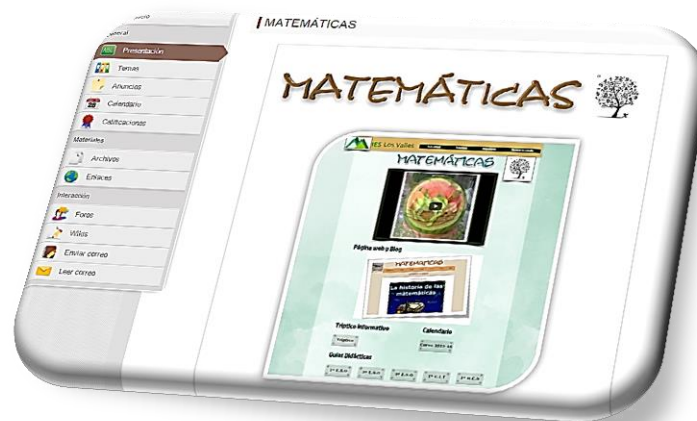 MATEMÁTICAS
Presentación
Temas
Anuncios
Calendario
Calificaciones
Materiales
Archivos
Enlaces
Interacción
Foros
Wikis
Enviar correo
Leer correo
MATEMÁTICAS
IES Los Valles
MATEMÁTICAS
Página web y Blog
MATEMÁTICAS
La historia de las
matemáticas
Tríptico Informativo
Calendario
Guías Didácticas